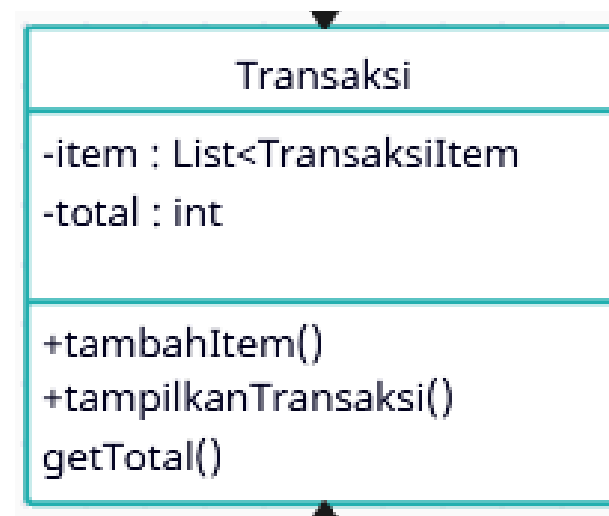 Transaksi
-item : List<TransaksiItem
-total : int
+tambahItem()
+tampilkanTransaksi()
getTotal()